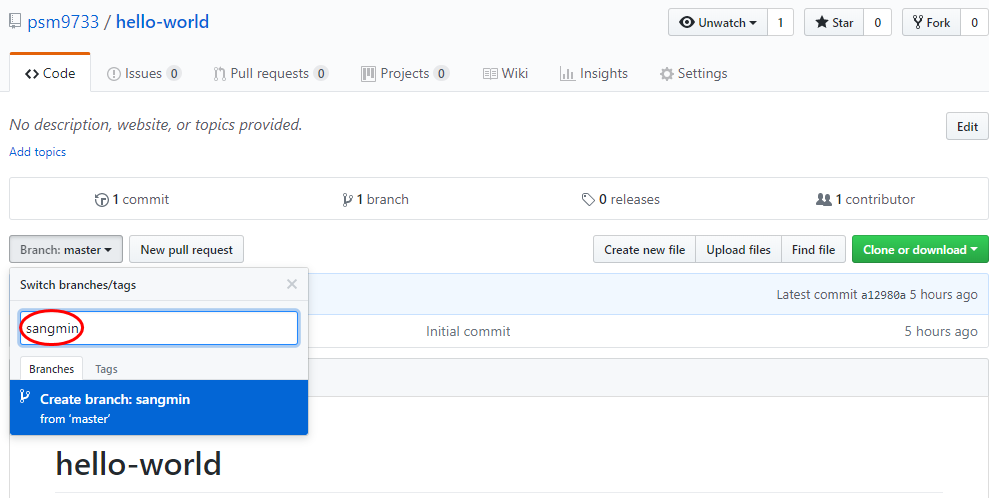 psm9733 / hello-world
Unwatch 1 Star 0 Fork 0
Code Issues 0 Pull requests 0 Projects 0 Wiki Insights Settings
No description, website, or topics provided.
Edit
Add topics
1 commit 1 branch 0 releases 1 contributor
Branch: master New pull request Create new file Upload files Find file Clone or download
Switch branches/tags
Latest commit a12980a 5 hours ago
sangmin
Initial commit 5 hours ago
Branches Tags
Create branch: sangmin
from 'master'
hello-world